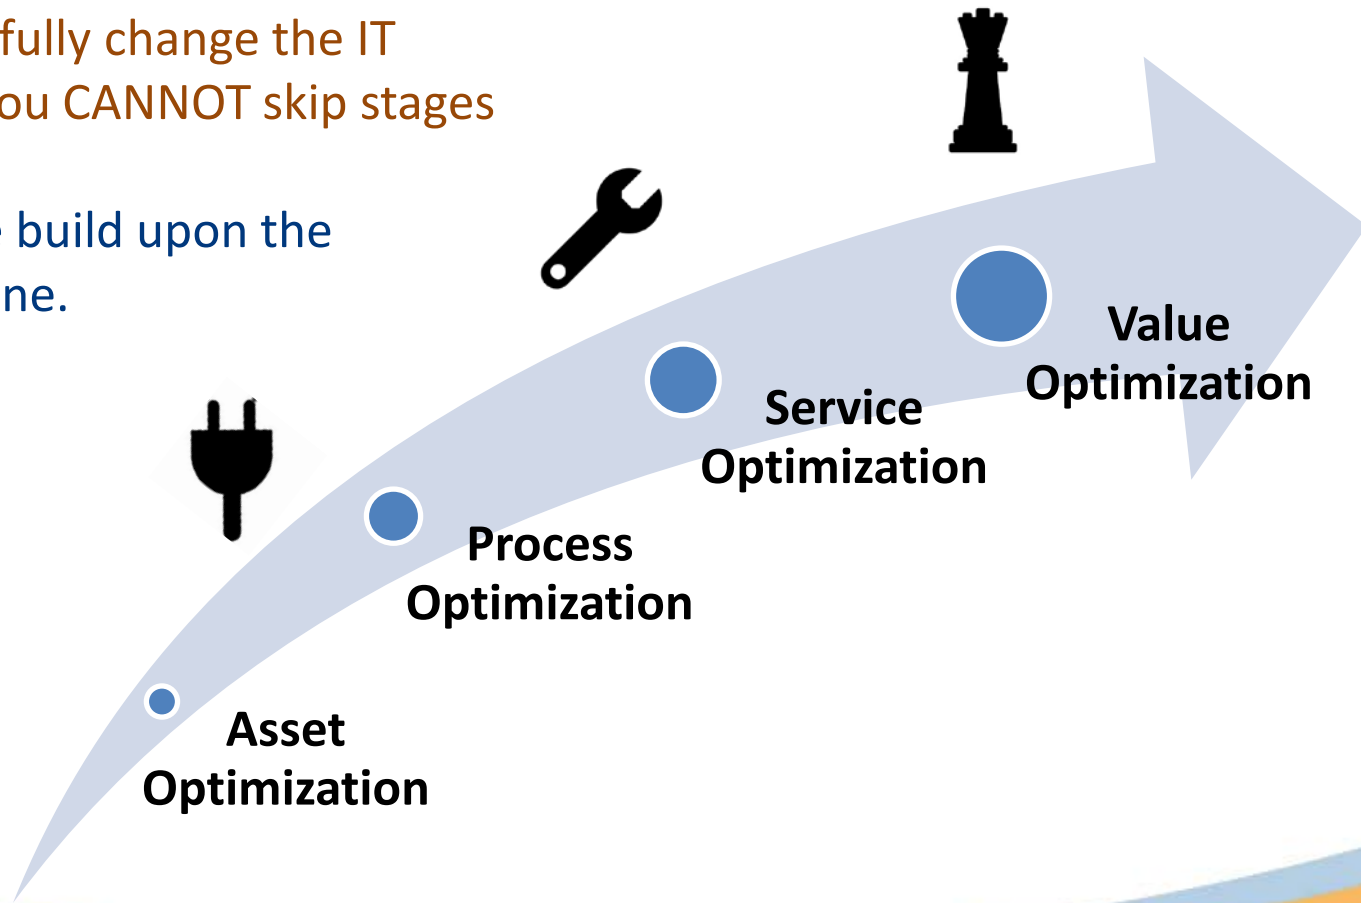 fully change the IT
ou CANNOT skip stages
build upon the
ne.
Value
Optimization
Service
Optimization
Process
Optimization
Asset
Optimization